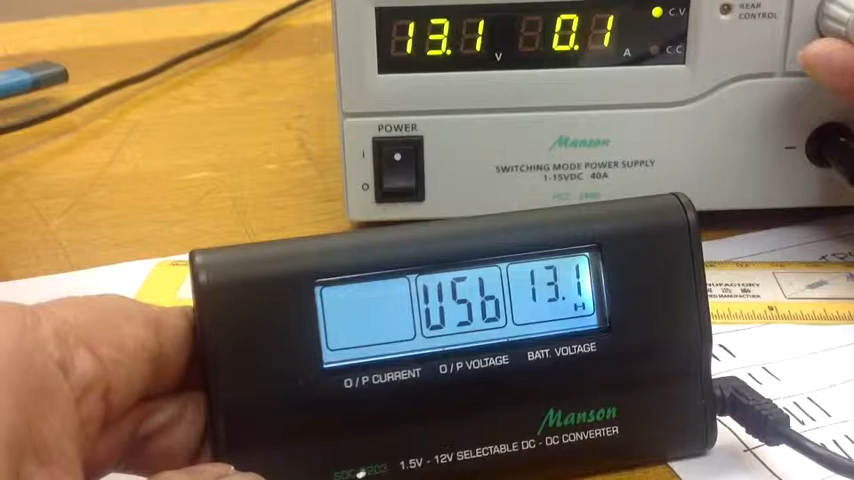 13.1 V 0.1 A C.V.
C.C
REAR
CONTROL
POWER
I
O
Manson
SWITCHING MODE POWER SUPPLY
1-15VDC 40A
USb 13.1
H
O/P CURRENT O/P VOLTAGE BATT. VOLTAGE
Manson
1.5V - 12V SELECTABLE DC - DC CONVERTER